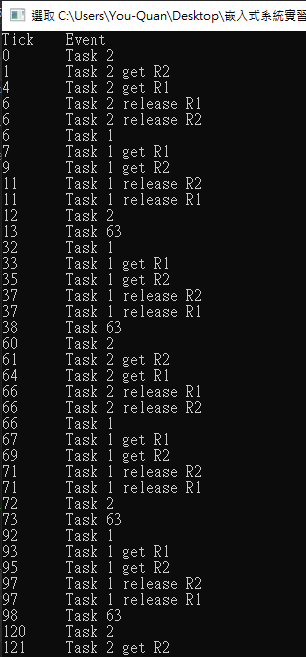 選取 C:\Users\You-Quan\Desktop\嵌入式系統實習
Tick Event
0 Task 2
1 Task 2 get R2
4 Task 2 get R1
6 Task 2 release R1
6 Task 2 release R2
6 Task 1
7 Task 1 get R1
9 Task 1 get R2
11 Task 1 release R2
11 Task 1 release R1
12 Task 2
13 Task 63
32 Task 1
33 Task 1 get R1
35 Task 1 get R2
37 Task 1 release R2
37 Task 1 release R1
38 Task 63
60 Task 2
61 Task 2 get R2
64 Task 2 get R1
66 Task 2 release R1
66 Task 2 release R2
66 Task 1
67 Task 1 get R1
69 Task 1 get R2
71 Task 1 release R2
71 Task 1 release R1
72 Task 2
73 Task 63
92 Task 1
93 Task 1 get R1
95 Task 1 get R2
97 Task 1 release R2
97 Task 1 release R1
98 Task 63
120 Task 2
121 Task 2 get R2